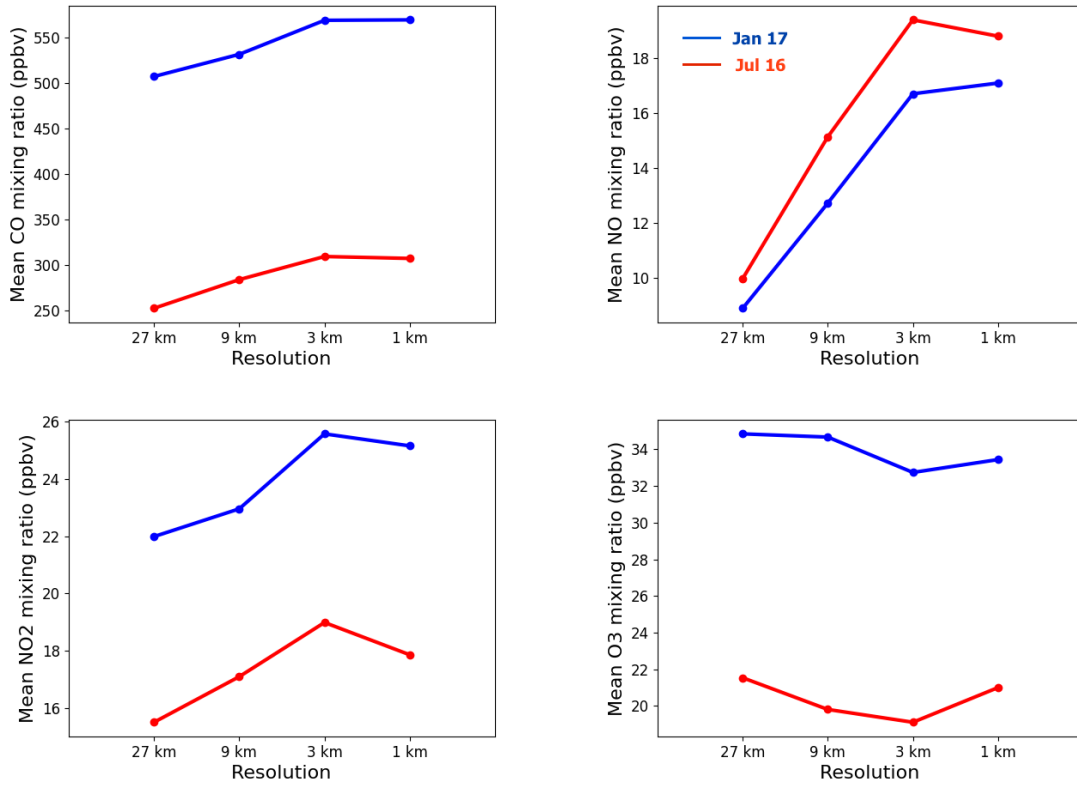 Mean CO mixing ratio (ppbv)
550
500
450
400
350
300
250
27 km 9 km 3 km 1 km
Resolution
Mean NO mixing ratio (ppbv)
18
16
14
12
10
Jan 17
Jul 16
27 km 9 km 3 km 1 km
Resolution
Mean NO2 mixing ratio (ppbv)
26
24
22
20
18
16
27 km 9 km 3 km 1 km
Resolution
Mean O3 mixing ratio (ppbv)
34
32
30
28
26
24
22
20
27 km 9 km 3 km 1 km
Resolution